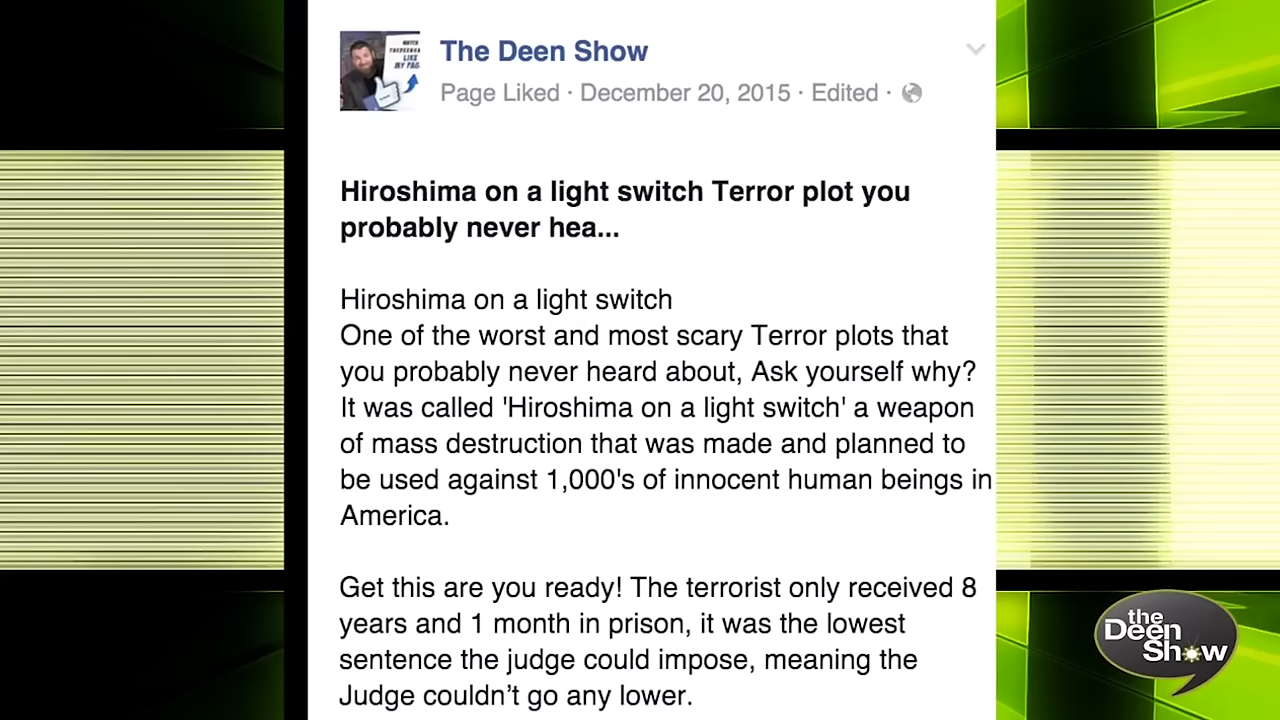 WATCH
THEDEENSHOW
LIKE
MY PAGE
The Deen Show
Page Liked · December 20, 2015 · Edited ·
Hiroshima on a light switch Terror plot you
probably never hea...
Hiroshima on a light switch
One of the worst and most scary Terror plots that
you probably never heard about, Ask yourself why?
It was called 'Hiroshima on a light switch' a weapon
of mass destruction that was made and planned to
be used against 1,000's of innocent human beings in
America.
Get this are you ready! The terrorist only received 8
years and 1 month in prison, it was the lowest
sentence the judge could impose, meaning the
Judge couldn’t go any lower.
the
Deen
Show